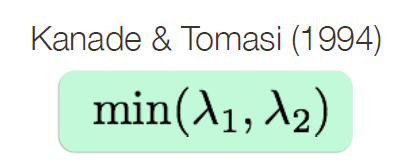 Kanade & Tomasi (1994)
min(λ₁, λ₂)